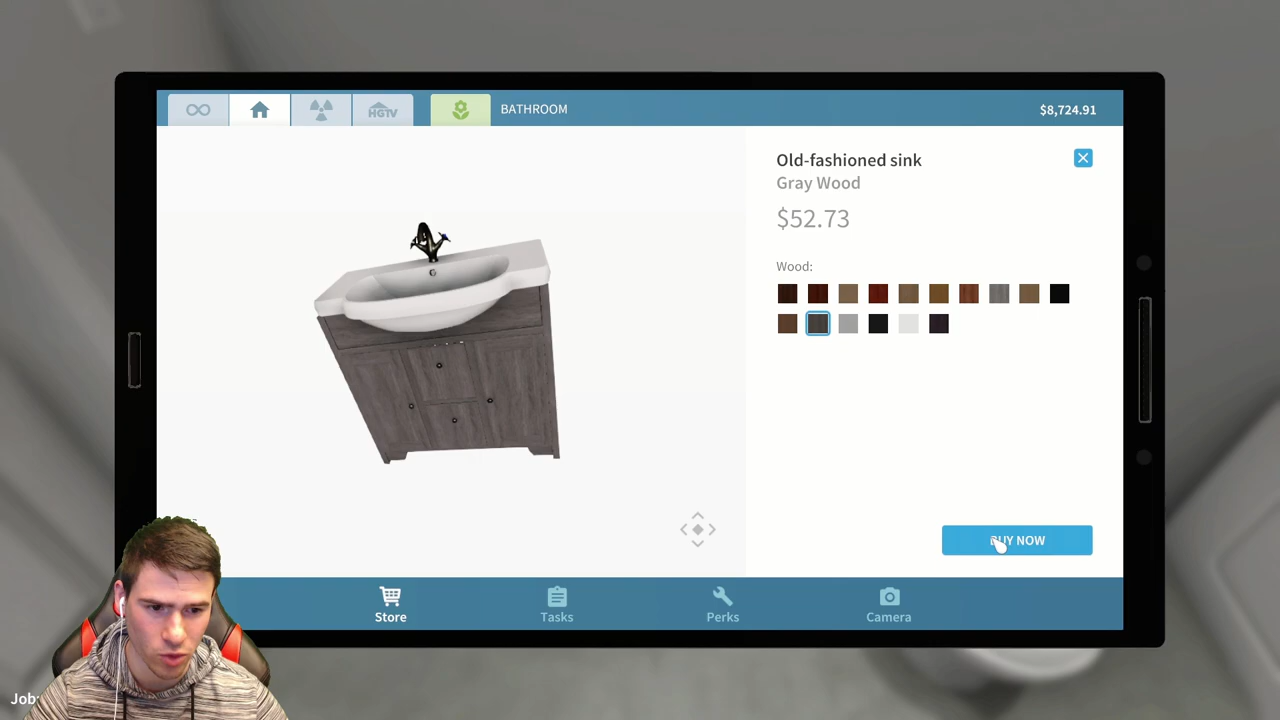 HGTV
BATHROOM
$8,724.91
Old-fashioned sink
Gray Wood
$52.73
Wood:
BUY NOW
Store
Tasks
Perks
Camera
Job